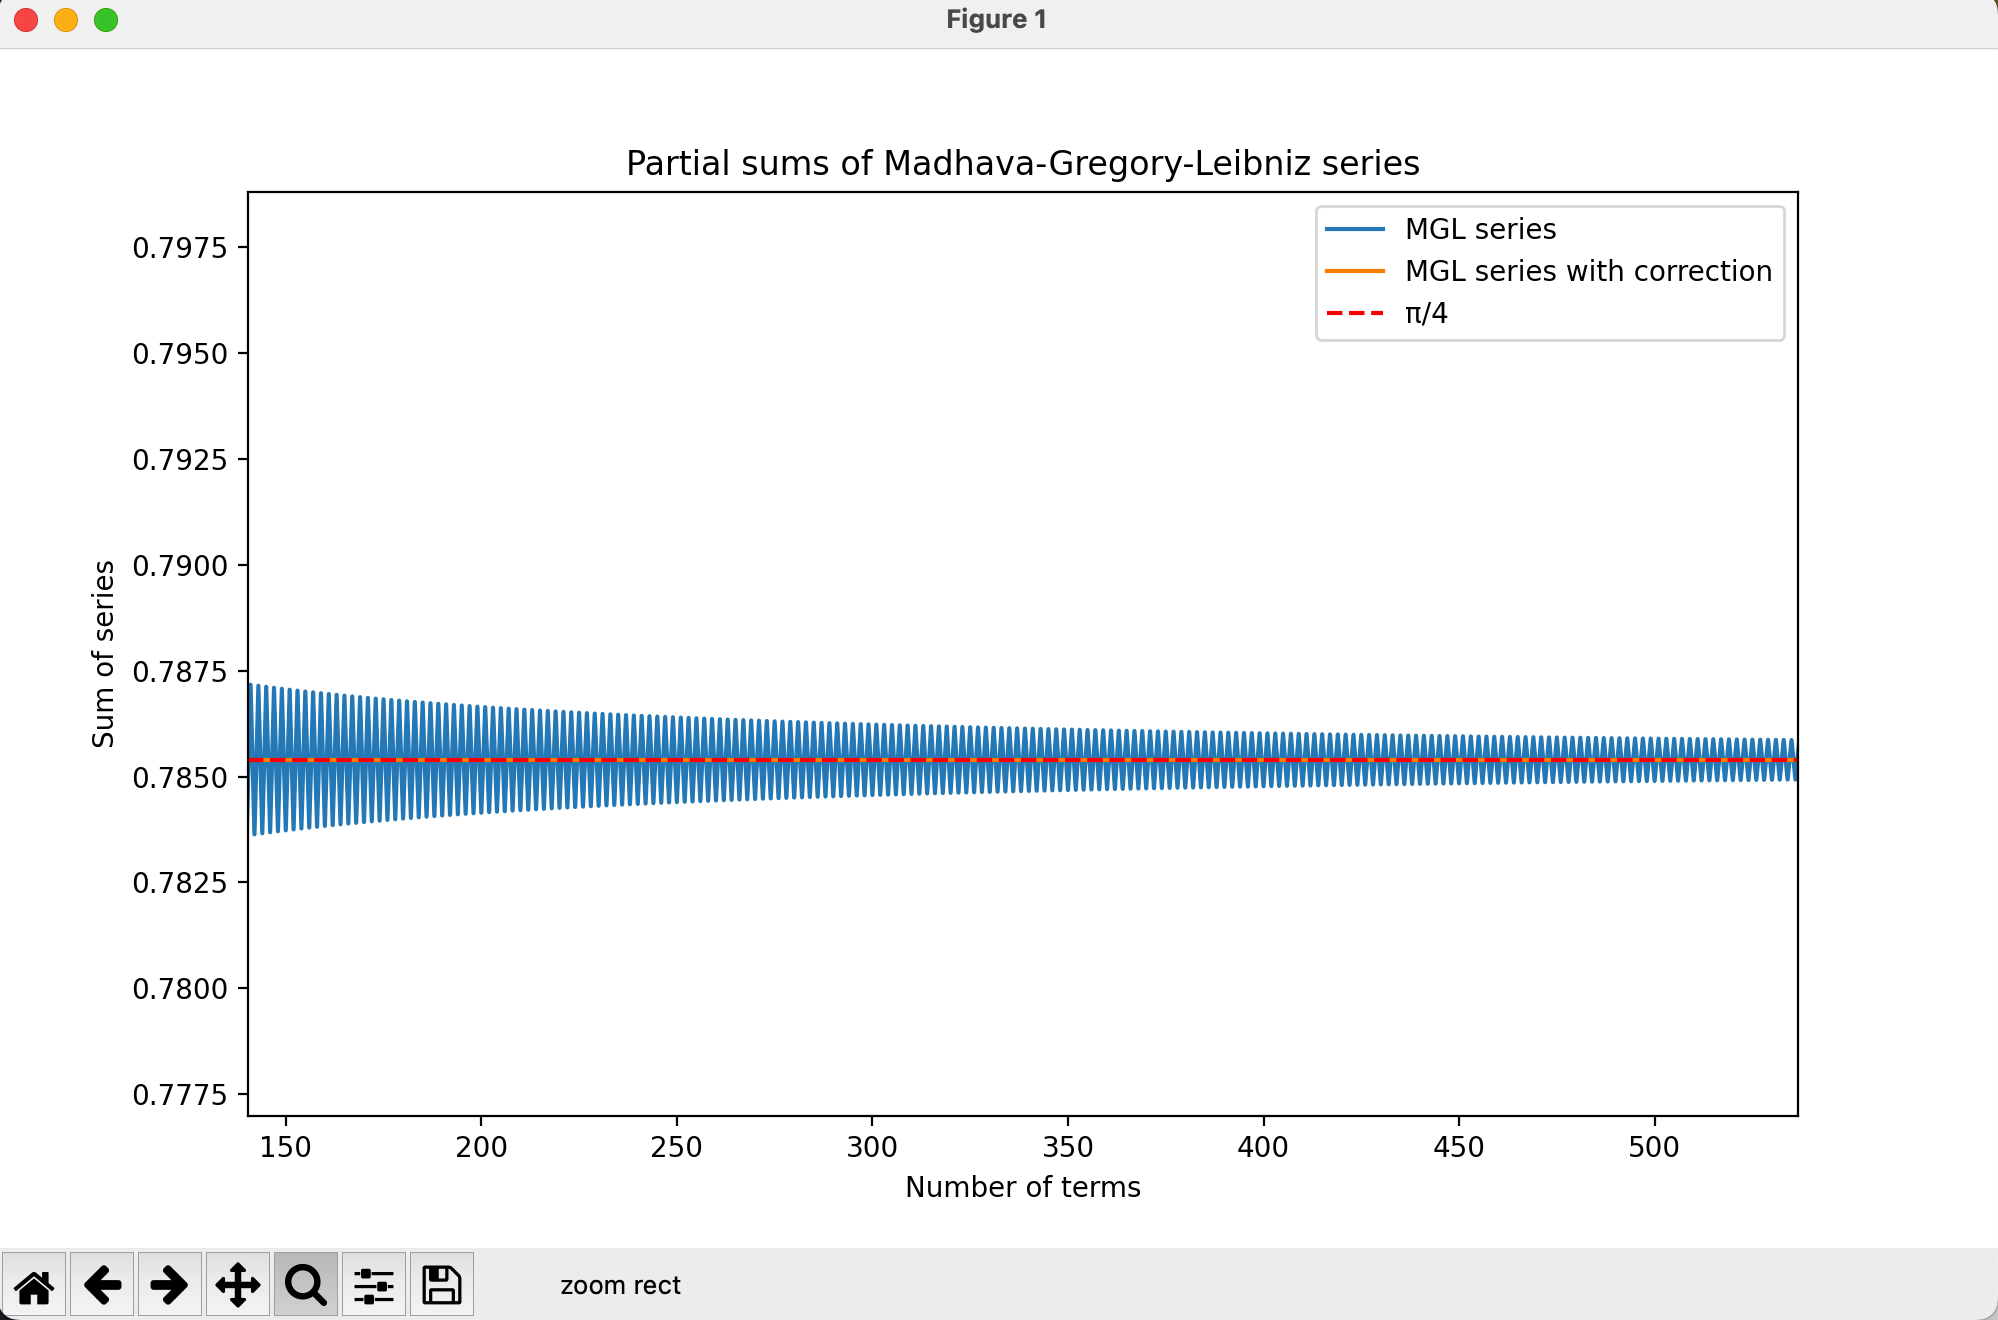 Figure 1
Partial sums of Madhava-Gregory-Leibniz series
MGL series
MGL series with correction
π/4
0.7975
0.7950
0.7925
0.7900
0.7875
0.7850
0.7825
0.7800
0.7775
Sum of series
150 200 250 300 350 400 450 500
Number of terms
zoom rect